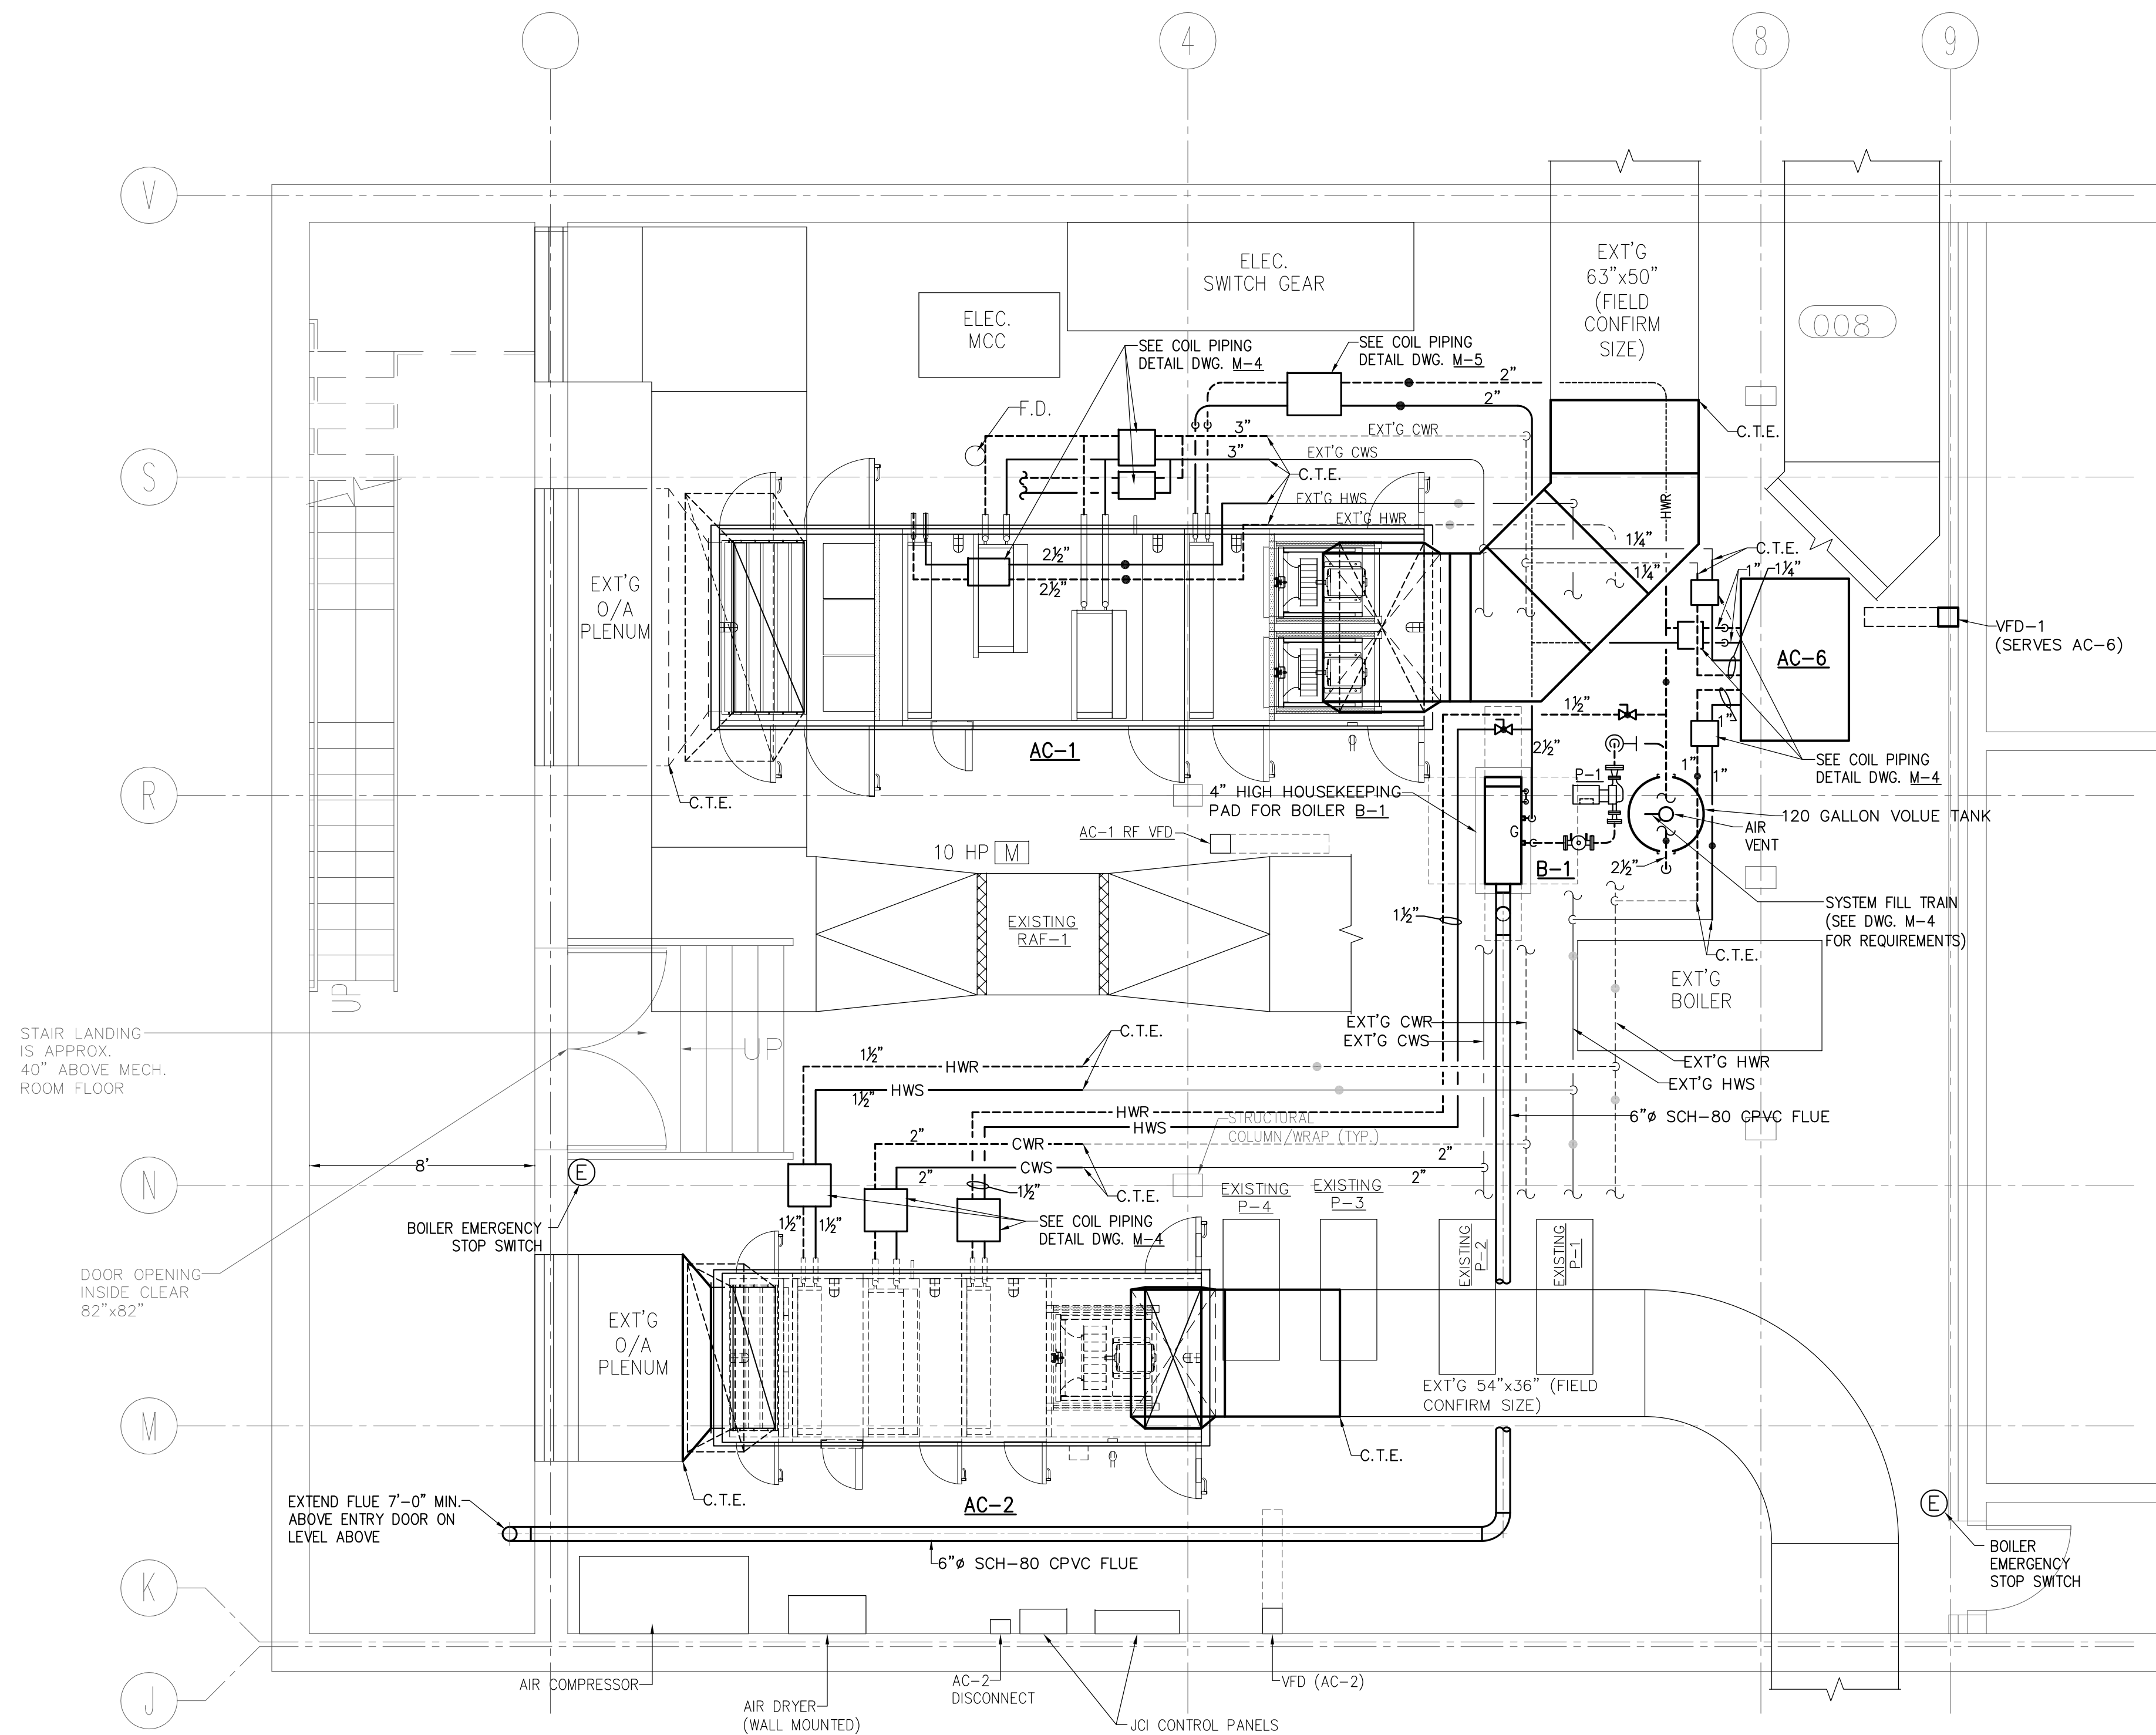 4
8
9
V
S
R
N
M
K
J
EXT'G
63"x50"
(FIELD
CONFIRM
SIZE)
008
ELEC.
SWITCH GEAR
ELEC.
MCC
SEE COIL PIPING
DETAIL DWG. M-4
SEE COIL PIPING
DETAIL DWG. M-5
2"
2"
F.D.
3"
EXT'G CWR
3"
EXT'G CWS
C.T.E.
C.T.E.
EXT'G HWS
EXT'G HWR
HWR
1¼"
1¼"
C.T.E.
1"
1¼"
2½"
2½"
EXT'G
O/A
PLENUM
AC-6
VFD-1
(SERVES AC-6)
1½"
1"
AC-1
2½"
SEE COIL PIPING
DETAIL DWG. M-4
C.T.E.
4" HIGH HOUSEKEEPING
PAD FOR BOILER B-1
P-1
1"
1"
120 GALLON VOLUE TANK
AIR
VENT
G
AC-1 RF VFD
10 HP
M
B-1
2½"
EXISTING
RAF-1
1½"
SYSTEM FILL TRAIN
(SEE DWG. M-4
FOR REQUIREMENTS)
C.T.E.
EXT'G
BOILER
UP
STAIR LANDING
IS APPROX.
40" ABOVE MECH.
ROOM FLOOR
UP
EXT'G CWR
EXT'G CWS
C.T.E.
EXT'G HWR
EXT'G HWS
1½"
HWR
HWS
1½"
HWR
HWS
STRUCTURAL
COLUMN/WRAP (TYP.)
6"ø SCH-80 CPVC FLUE
2"
CWR
CWS
2"
2"
2"
8'
E
1½"
C.T.E.
EXISTING
P-4
EXISTING
P-3
BOILER EMERGENCY
STOP SWITCH
1½"
1½"
SEE COIL PIPING
DETAIL DWG. M-4
EXISTING
P-2
EXISTING
P-1
DOOR OPENING
INSIDE CLEAR
82"x82"
EXT'G
O/A
PLENUM
EXT'G 54"x36" (FIELD
CONFIRM SIZE)
C.T.E.
C.T.E.
AC-2
EXTEND FLUE 7'-0" MIN.
ABOVE ENTRY DOOR ON
LEVEL ABOVE
E
6"ø SCH-80 CPVC FLUE
BOILER
EMERGENCY
STOP SWITCH
AIR COMPRESSOR
AIR DRYER
(WALL MOUNTED)
AC-2
DISCONNECT
JCI CONTROL PANELS
VFD (AC-2)